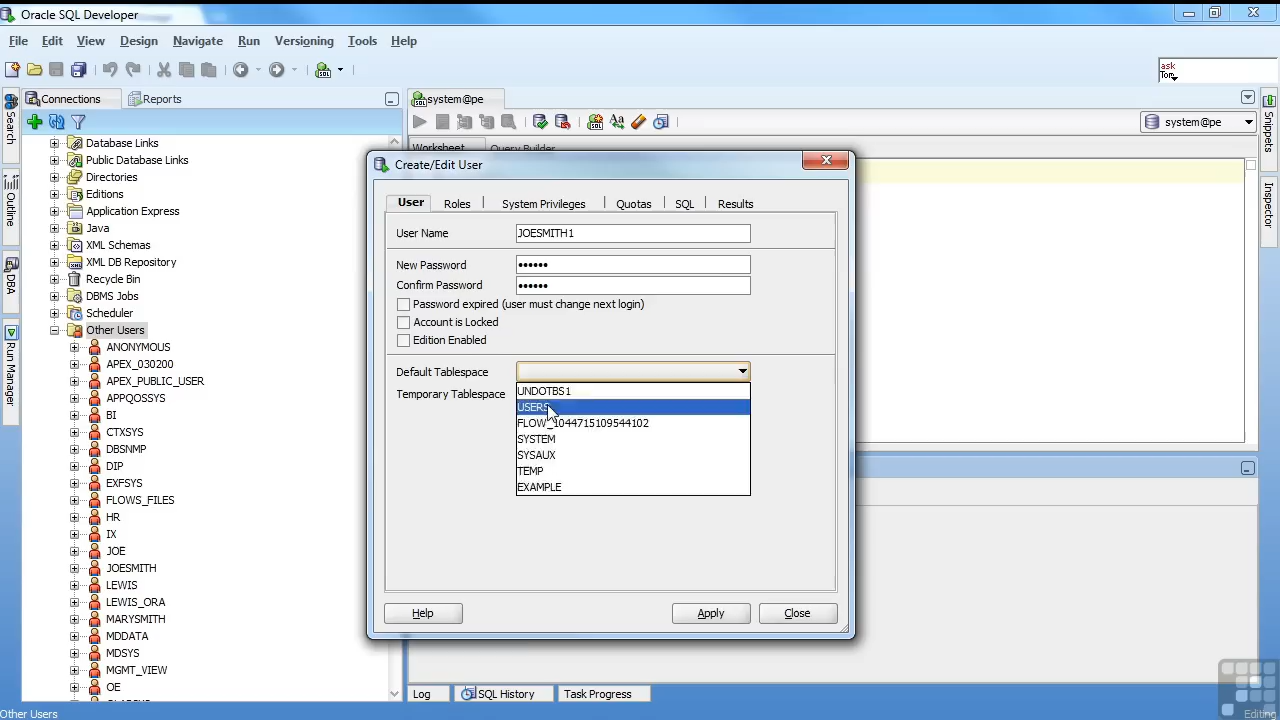 Oracle SQL Developer
File Edit View Design Navigate Run Versioning Tools Help
ask
Tom
Connections
Reports
system@pe
system@pe
Worksheet Query Builder
Search
Outline
DBA
Run Manager
Snippets
Inspector
Database Links
Public Database Links
Directories
Editions
Application Express
Java
XML Schemas
XML DB Repository
Recycle Bin
DBMS Jobs
Scheduler
Other Users
ANONYMOUS
APEX_030200
APEX_PUBLIC_USER
APPQOSSYS
BI
CTXSYS
DBSNMP
DIP
EXFSYS
FLOWS_FILES
HR
IX
JOE
JOESMITH
LEWIS
LEWIS_ORA
MARYSMITH
MDDATA
MDSYS
MGMT_VIEW
OE
Create/Edit User
User Roles System Privileges Quotas SQL Results
User Name JOESMITH1
New Password ••••••
Confirm Password ••••••
Password expired (user must change next login)
Account is Locked
Edition Enabled
Default Tablespace
Temporary Tablespace
UNDOTBS1
USERS
FLOW_1044715109544102
SYSTEM
SYSAUX
TEMP
EXAMPLE
Help Apply Close
Log SQL History Task Progress
Other Users
Editing